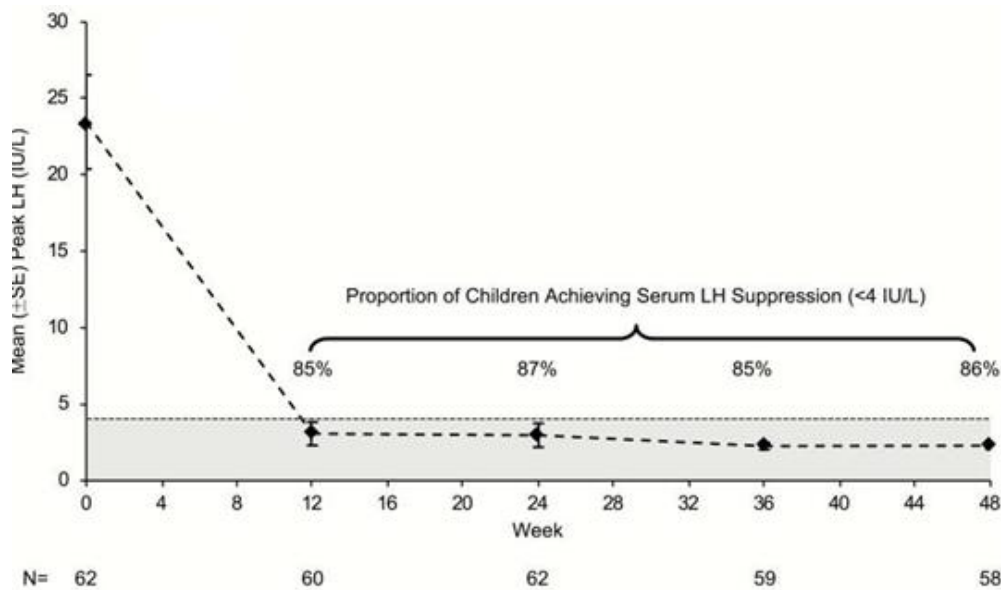 30
25
20
15
10
5
0
Mean (±SE) Peak LH (IU/L)
Proportion of Children Achieving Serum LH Suppression (<4 IU/L)
85% 87% 85% 86%
0 4 8 12 16 20 24 28 32 36 40 44 48
Week
N= 62 60 62 59 58